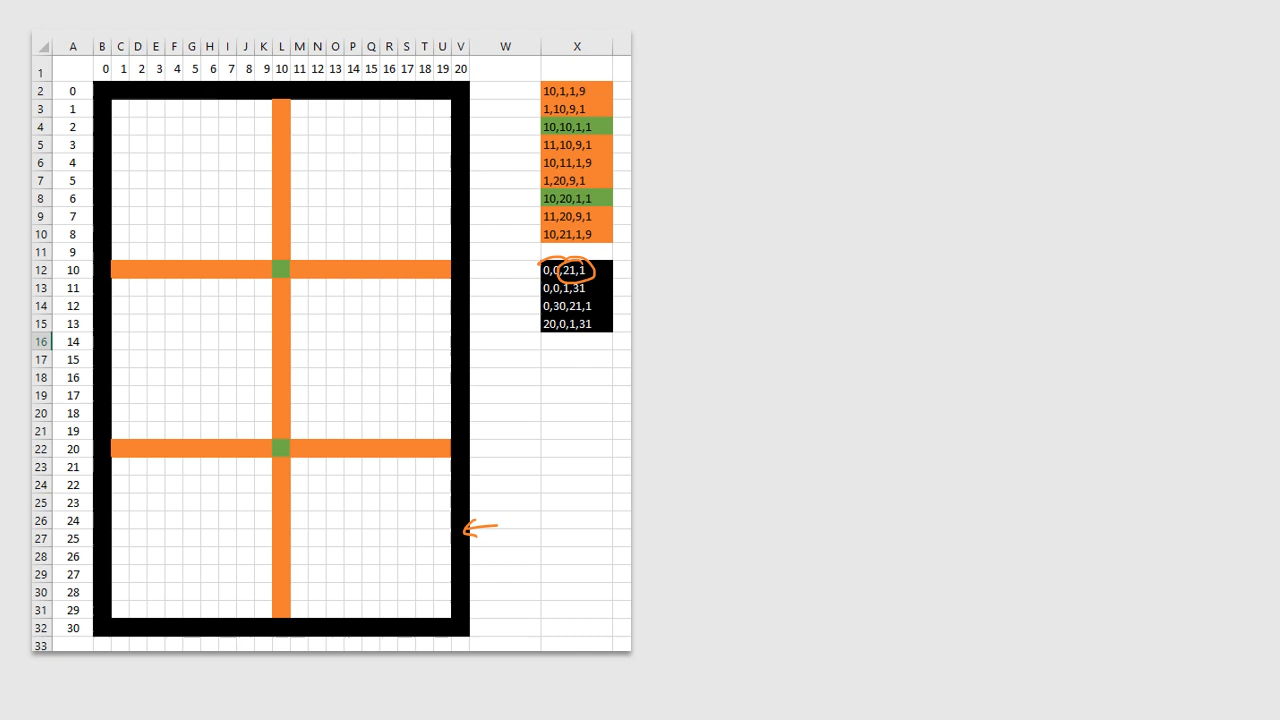 A B C D E F G H I J K L M N O P Q R S T U V W X
1 0 1 2 3 4 5 6 7 8 9 10 11 12 13 14 15 16 17 18 19 20
2 0 10,1,1,9
3 1 1,10,9,1
4 2 10,10,1,1
5 3 11,10,9,1
6 4 10,11,1,9
7 5 1,20,9,1
8 6 10,20,1,1
9 7 11,20,9,1
10 8 10,21,1,9
11 9
12 10 0,0,21,1
13 11 0,0,1,31
14 12 0,30,21,1
15 13 20,0,1,31
16 14
17 15
18 16
19 17
20 18
21 19
22 20
23 21
24 22
25 23
26 24
27 25
28 26
29 27
30 28
31 29
32 30
33